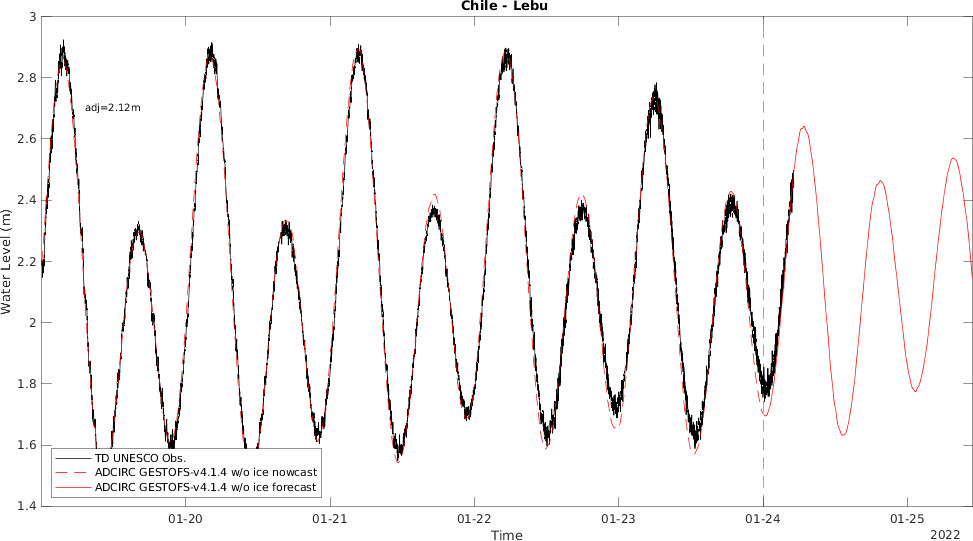 Chile - Lebu
3
2.8
adj=2.12m
2.6
2.4
2.2
2
1.8
1.6
1.4
Water Level (m)
TD UNESCO Obs.
ADCIRC GESTOFS-v4.1.4 w/o ice nowcast
ADCIRC GESTOFS-v4.1.4 w/o ice forecast
01-20 01-21 01-22 01-23 01-24 01-25
Time
2022